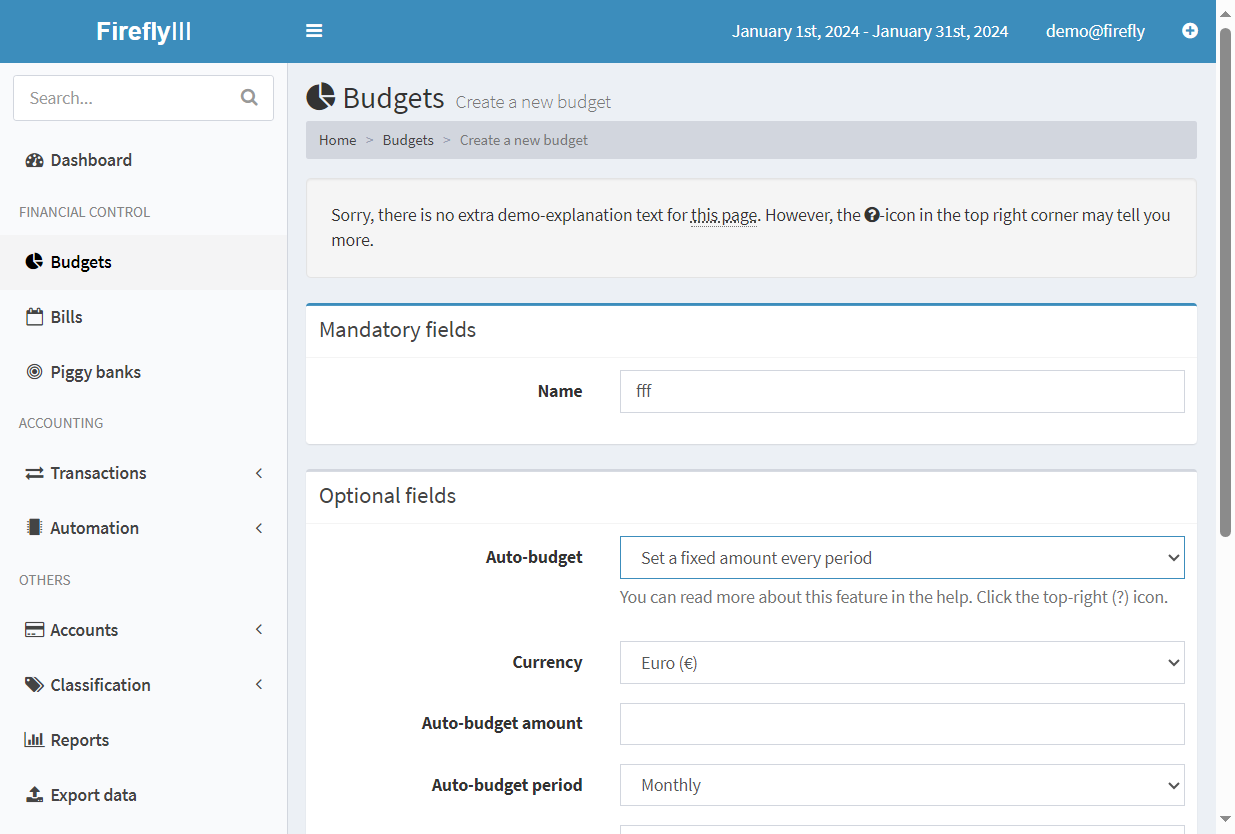 FireflyIII
January 1st, 2024 - January 31st, 2024
demo@firefly
Search...
Dashboard
FINANCIAL CONTROL
Budgets
Bills
Piggy banks
ACCOUNTING
Transactions
Automation
OTHERS
Accounts
Classification
Reports
Export data
Budgets Create a new budget
Home > Budgets > Create a new budget
Sorry, there is no extra demo-explanation text for this page. However, the ?-icon in the top right corner may tell you
more.
Mandatory fields
Name
fff
Optional fields
Auto-budget
Set a fixed amount every period
You can read more about this feature in the help. Click the top-right (?) icon.
Currency
Euro (€)
Auto-budget amount
Auto-budget period
Monthly